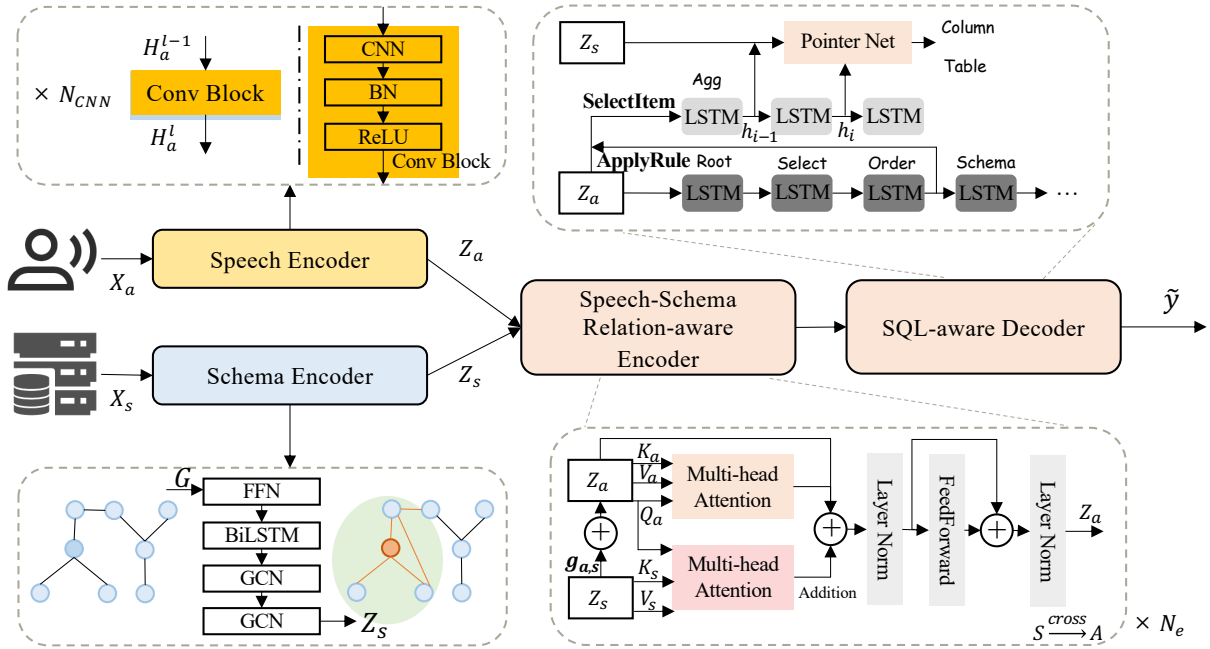 H_a^{l-1}
× N_{CNN}
Conv Block
H_a^l
CNN
BN
ReLU
Conv Block
Z_s
Pointer Net
Column
Table
Agg
SelectItem
LSTM
LSTM
LSTM
h_{i-1}
h_i
ApplyRule
Root
Select
Order
Schema
Z_a
LSTM
LSTM
LSTM
LSTM
...
X_a
Speech Encoder
Z_a
X_s
Schema Encoder
Z_s
Speech-Schema
Relation-aware
Encoder
SQL-aware Decoder
ỹ
G
FFN
BiLSTM
GCN
GCN
Z_s
Z_a
K_a
V_a
Q_a
Multi-head
Attention
+
g_{a,s}
Z_s
K_s
V_s
Multi-head
Attention
+
Addition
Layer Norm
FeedForward
+
Layer Norm
Z_a
S \xrightarrow{cross} A
× N_e